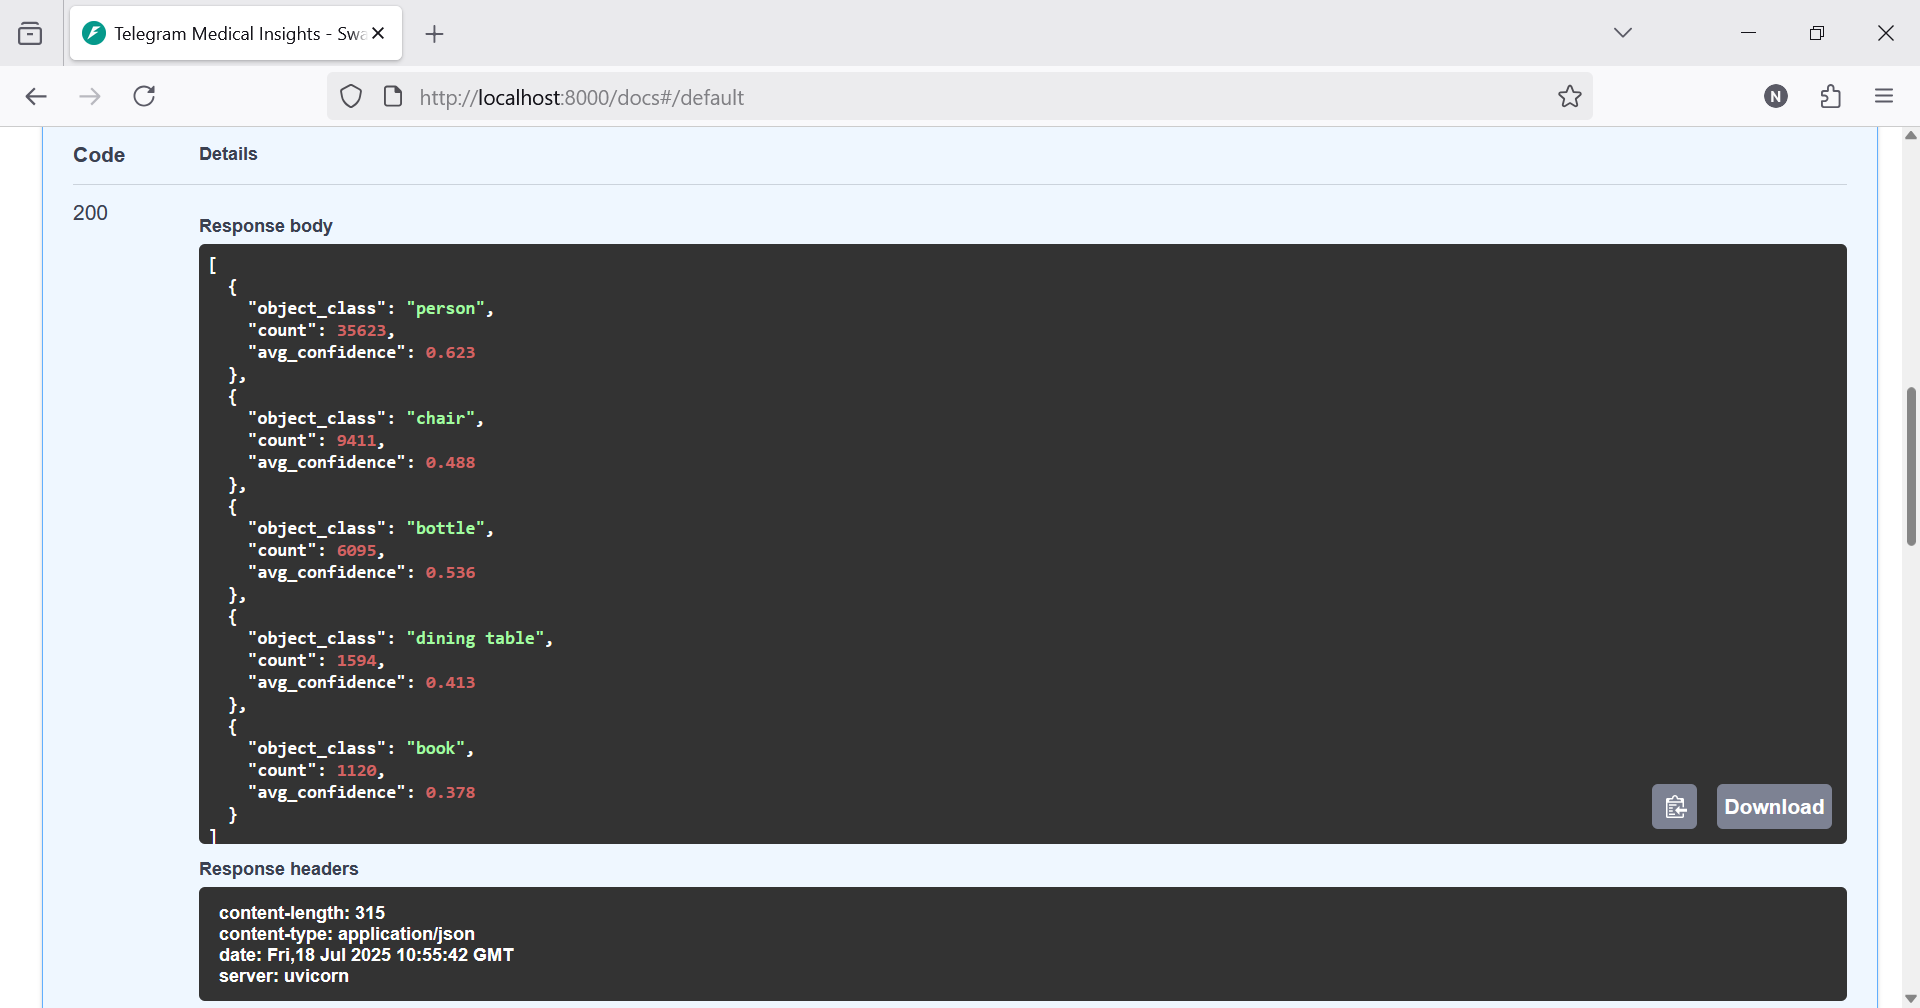 Telegram Medical Insights - Swa
http://localhost:8000/docs#/default
N
Code Details
200
Response body
[
  {
    "object_class": "person",
    "count": 35623,
    "avg_confidence": 0.623
  },
  {
    "object_class": "chair",
    "count": 9411,
    "avg_confidence": 0.488
  },
  {
    "object_class": "bottle",
    "count": 6095,
    "avg_confidence": 0.536
  },
  {
    "object_class": "dining table",
    "count": 1594,
    "avg_confidence": 0.413
  },
  {
    "object_class": "book",
    "count": 1120,
    "avg_confidence": 0.378
  }
]
Download
Response headers
content-length: 315
content-type: application/json
date: Fri,18 Jul 2025 10:55:42 GMT
server: uvicorn